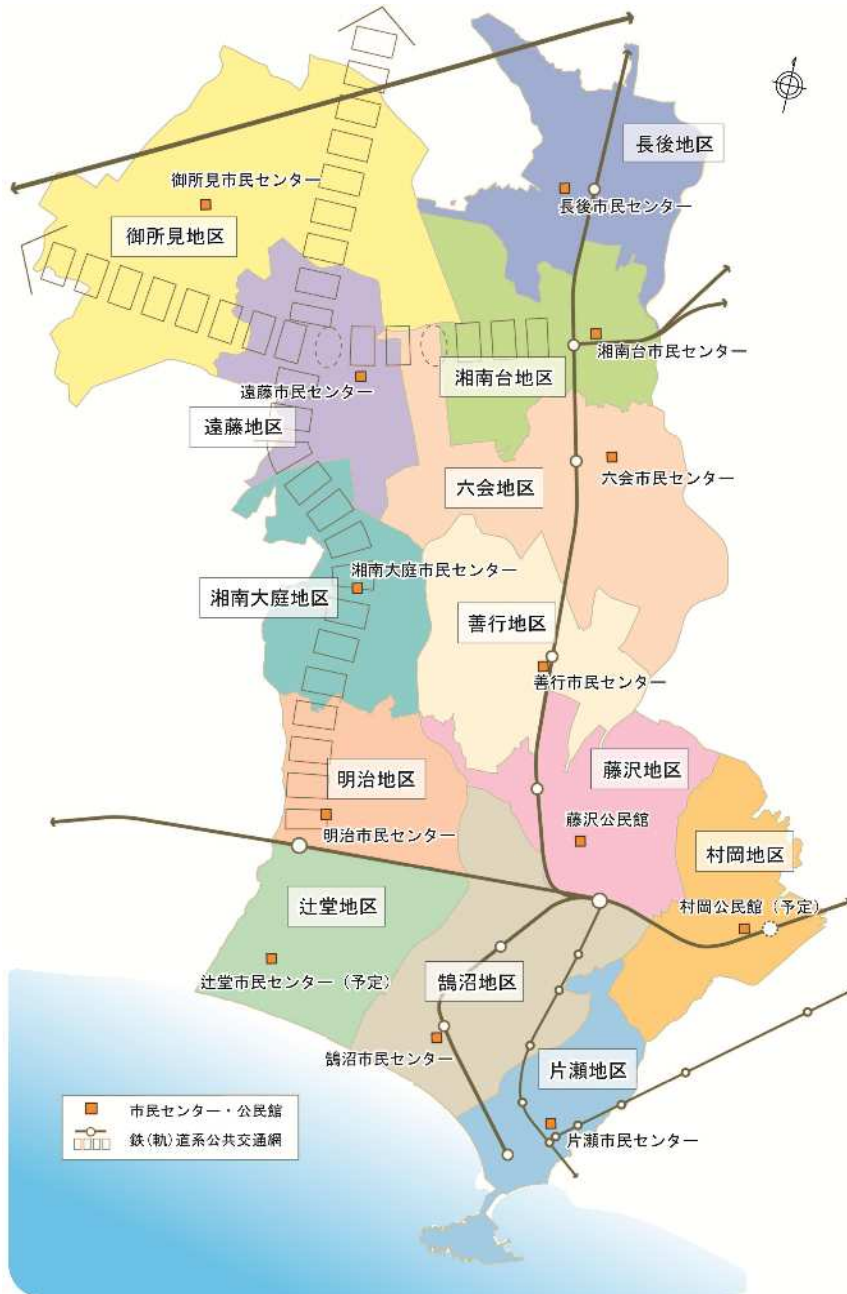 長後地区
御所見市民センター
長後市民センター
御所見地区
湘南台市民センター
湘南台地区
遠藤市民センター
遠藤地区
六会地区
六会市民センター
湘南大庭市民センター
湘南大庭地区
善行地区
善行市民センター
藤沢地区
明治地区
藤沢公民館
明治市民センター
村岡地区
辻堂地区
村岡公民館(予定)
辻堂市民センター(予定)
鵠沼地区
鵠沼市民センター
片瀬地区
片瀬市民センター
市民センター・公民館
鉄(軌)道系公共交通網